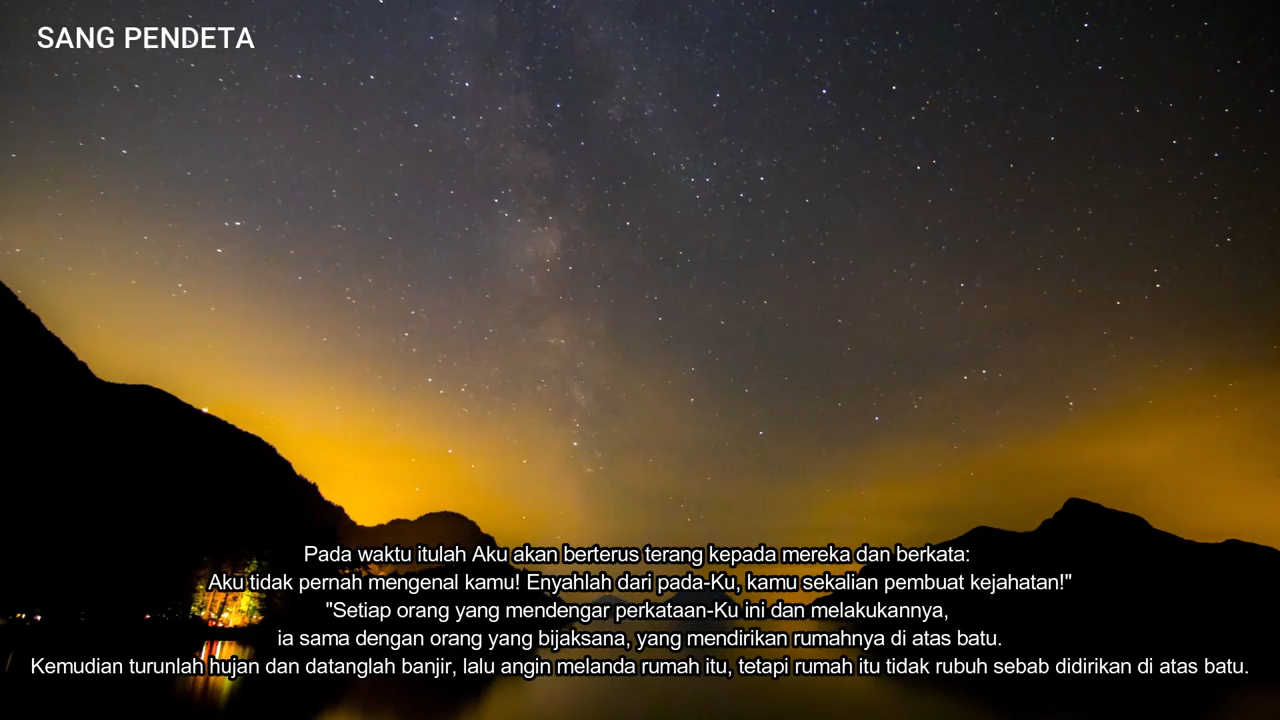 SANG PENDETA
Pada waktu itulah Aku akan berterus terang kepada mereka dan berkata:
Aku tidak pernah mengenal kamu! Enyahlah dari pada-Ku, kamu sekalian pembuat kejahatan!"
"Setiap orang yang mendengar perkataan-Ku ini dan melakukannya,
ia sama dengan orang yang bijaksana, yang mendirikan rumahnya di atas batu.
Kemudian turunlah hujan dan datanglah banjir, lalu angin melanda rumah itu, tetapi rumah itu tidak rubuh sebab didirikan di atas batu.